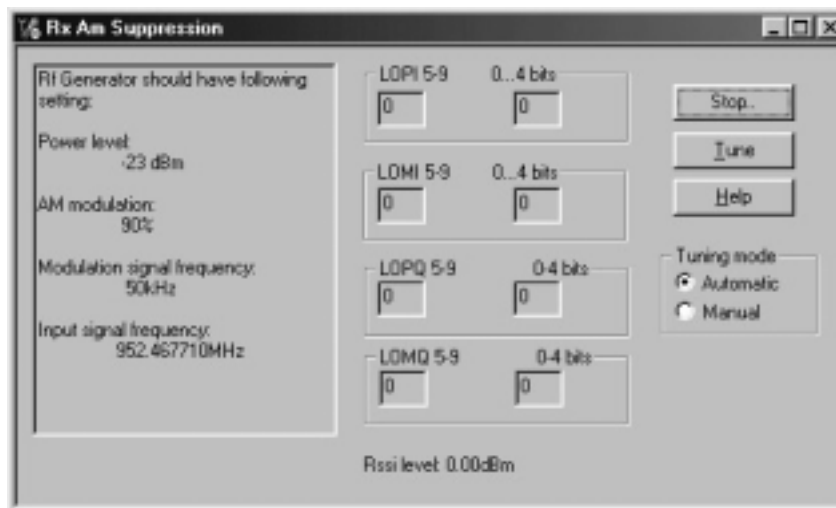 Rx Am Suppression
Rf Generator should have following
setting:
Power level:
-23 dBm
AM modulation:
90%
Modulation signal frequency:
50kHz
Input signal frequency:
952.467710MHz
LOPI 5-9 0...4 bits
0 0
LOMI 5-9 0...4 bits
0 0
LOPQ 5-9 0-4 bits
0 0
LOMQ 5-9 0-4 bits
0 0
Rssi level: 0.00dBm
Stop..
Tune
Help
Tuning mode
Automatic
Manual